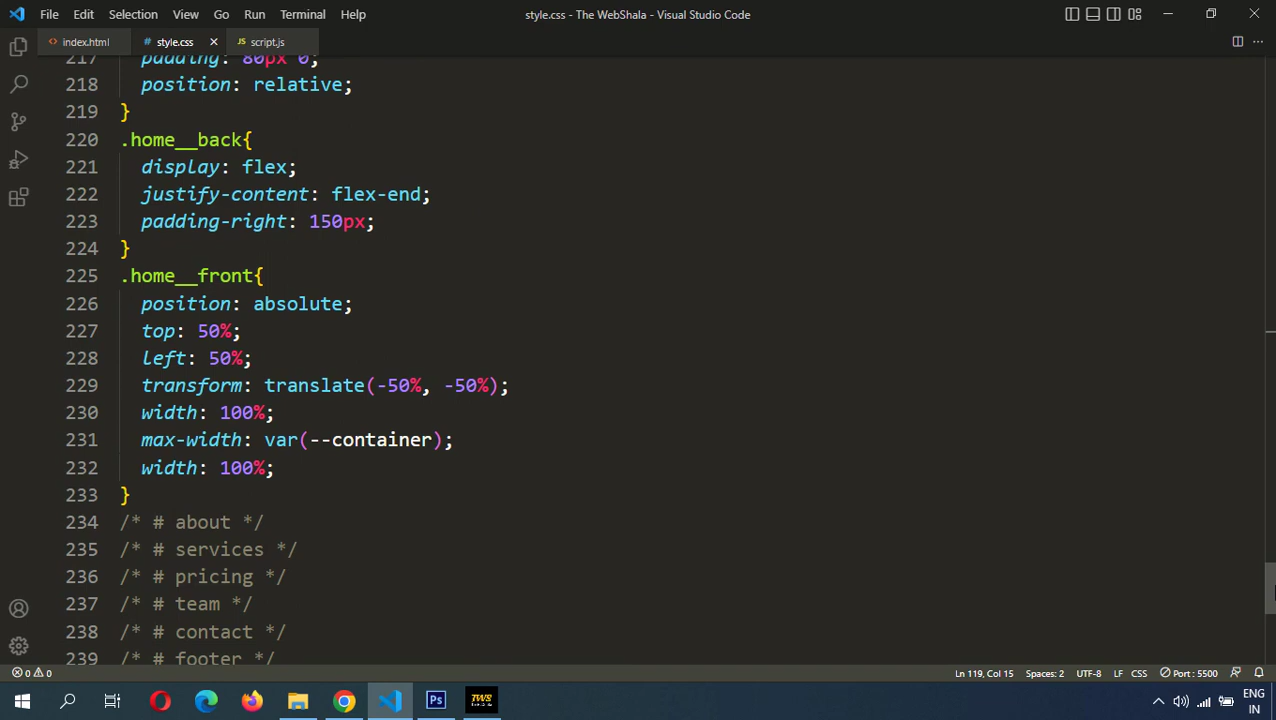 File Edit Selection View Go Run Terminal Help style.css - The WebShala - Visual Studio Code
index.html style.css script.js
217 padding: 80px 0;
218 position: relative;
219 }
220 .home__back{
221 display: flex;
222 justify-content: flex-end;
223 padding-right: 150px;
224 }
225 .home__front{
226 position: absolute;
227 top: 50%;
228 left: 50%;
229 transform: translate(-50%, -50%);
230 width: 100%;
231 max-width: var(--container);
232 width: 100%;
233 }
234 /* # about */
235 /* # services */
236 /* # pricing */
237 /* # team */
238 /* # contact */
239 /* # footer */
0 0 Ln 119, Col 15 Spaces: 2 UTF-8 LF CSS Port: 5500
Ps TWS ENG
IN